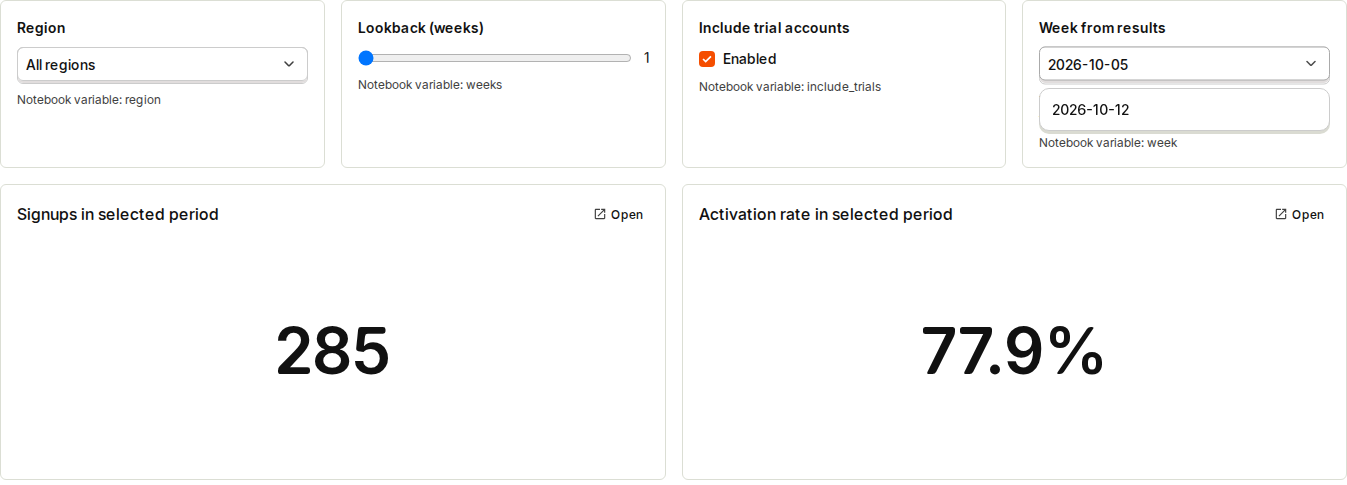 Region
All regions
Notebook variable: region
Lookback (weeks)
1
Notebook variable: weeks
Include trial accounts
Enabled
Notebook variable: include_trials
Week from results
2026-10-05
2026-10-12
Notebook variable: week
Signups in selected period
Open
285
Activation rate in selected period
Open
77.9%